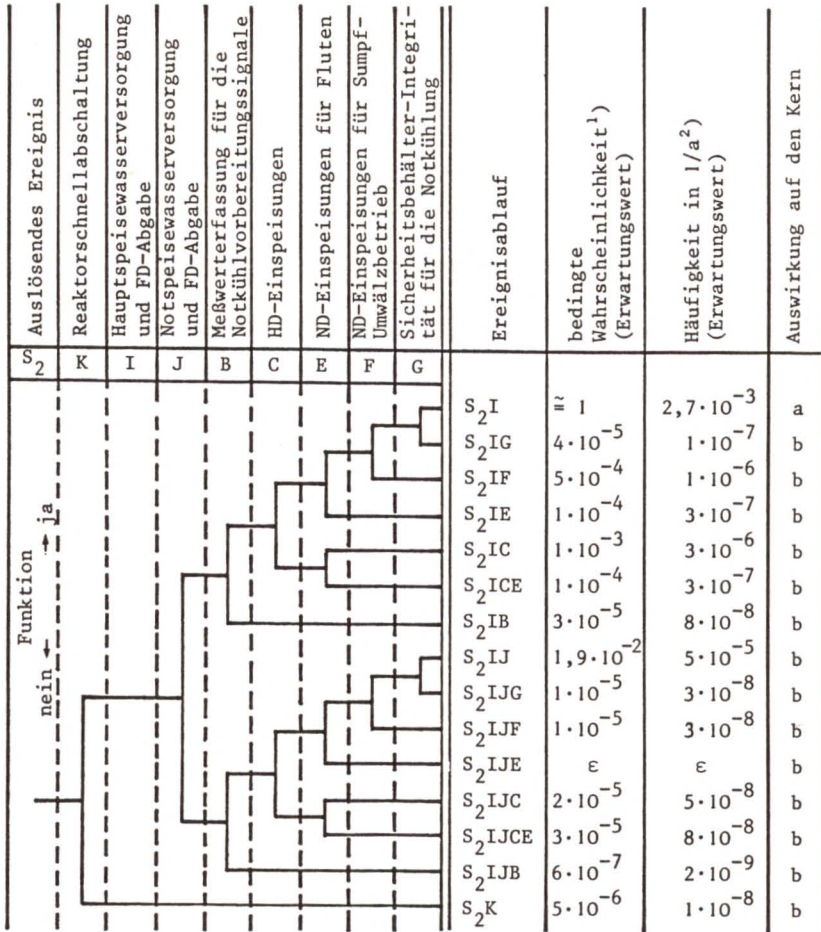 Auslösendes Ereignis
Reaktorschnellabschaltung
Hauptspeisewasserversorgung
und FD-Abgabe
Notspeisewasserversorgung
und FD-Abgabe
Meßwerterfassung für die
Notkühlvorbereitungssignale
HD-Einspeisungen
ND-Einspeisungen für Fluten
ND-Einspeisungen für Sumpf-
Umwälzbetrieb
Sicherheitsbehälter-Integri-
tät für die Notkühlung
Ereignisablauf
bedingte
Wahrscheinlichkeit¹)
(Erwartungswert)
Häufigkeit in 1/a²)
(Erwartungswert)
Auswirkung auf den Kern
S₂ K I J B C E F G
Funktion
nein ← → ja
S₂I ≅ 1 2,7·10⁻³ a
S₂IG 4·10⁻⁵ 1·10⁻⁷ b
S₂IF 5·10⁻⁴ 1·10⁻⁶ b
S₂IE 1·10⁻⁴ 3·10⁻⁷ b
S₂IC 1·10⁻³ 3·10⁻⁶ b
S₂ICE 1·10⁻⁴ 3·10⁻⁷ b
S₂IB 3·10⁻⁵ 8·10⁻⁸ b
S₂IJ 1,9·10⁻² 5·10⁻⁵ b
S₂IJG 1·10⁻⁵ 3·10⁻⁸ b
S₂IJF 1·10⁻⁵ 3·10⁻⁸ b
S₂IJE ε ε b
S₂IJC 2·10⁻⁵ 5·10⁻⁸ b
S₂IJCE 3·10⁻⁵ 8·10⁻⁸ b
S₂IJB 6·10⁻⁷ 2·10⁻⁹ b
S₂K 5·10⁻⁶ 1·10⁻⁸ b